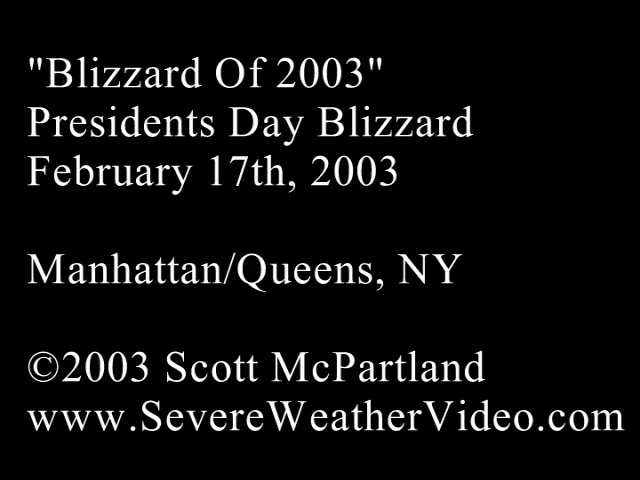 "Blizzard Of 2003"
Presidents Day Blizzard
February 17th, 2003
Manhattan/Queens, NY
©2003 Scott McPartland
www.SevereWeatherVideo.com